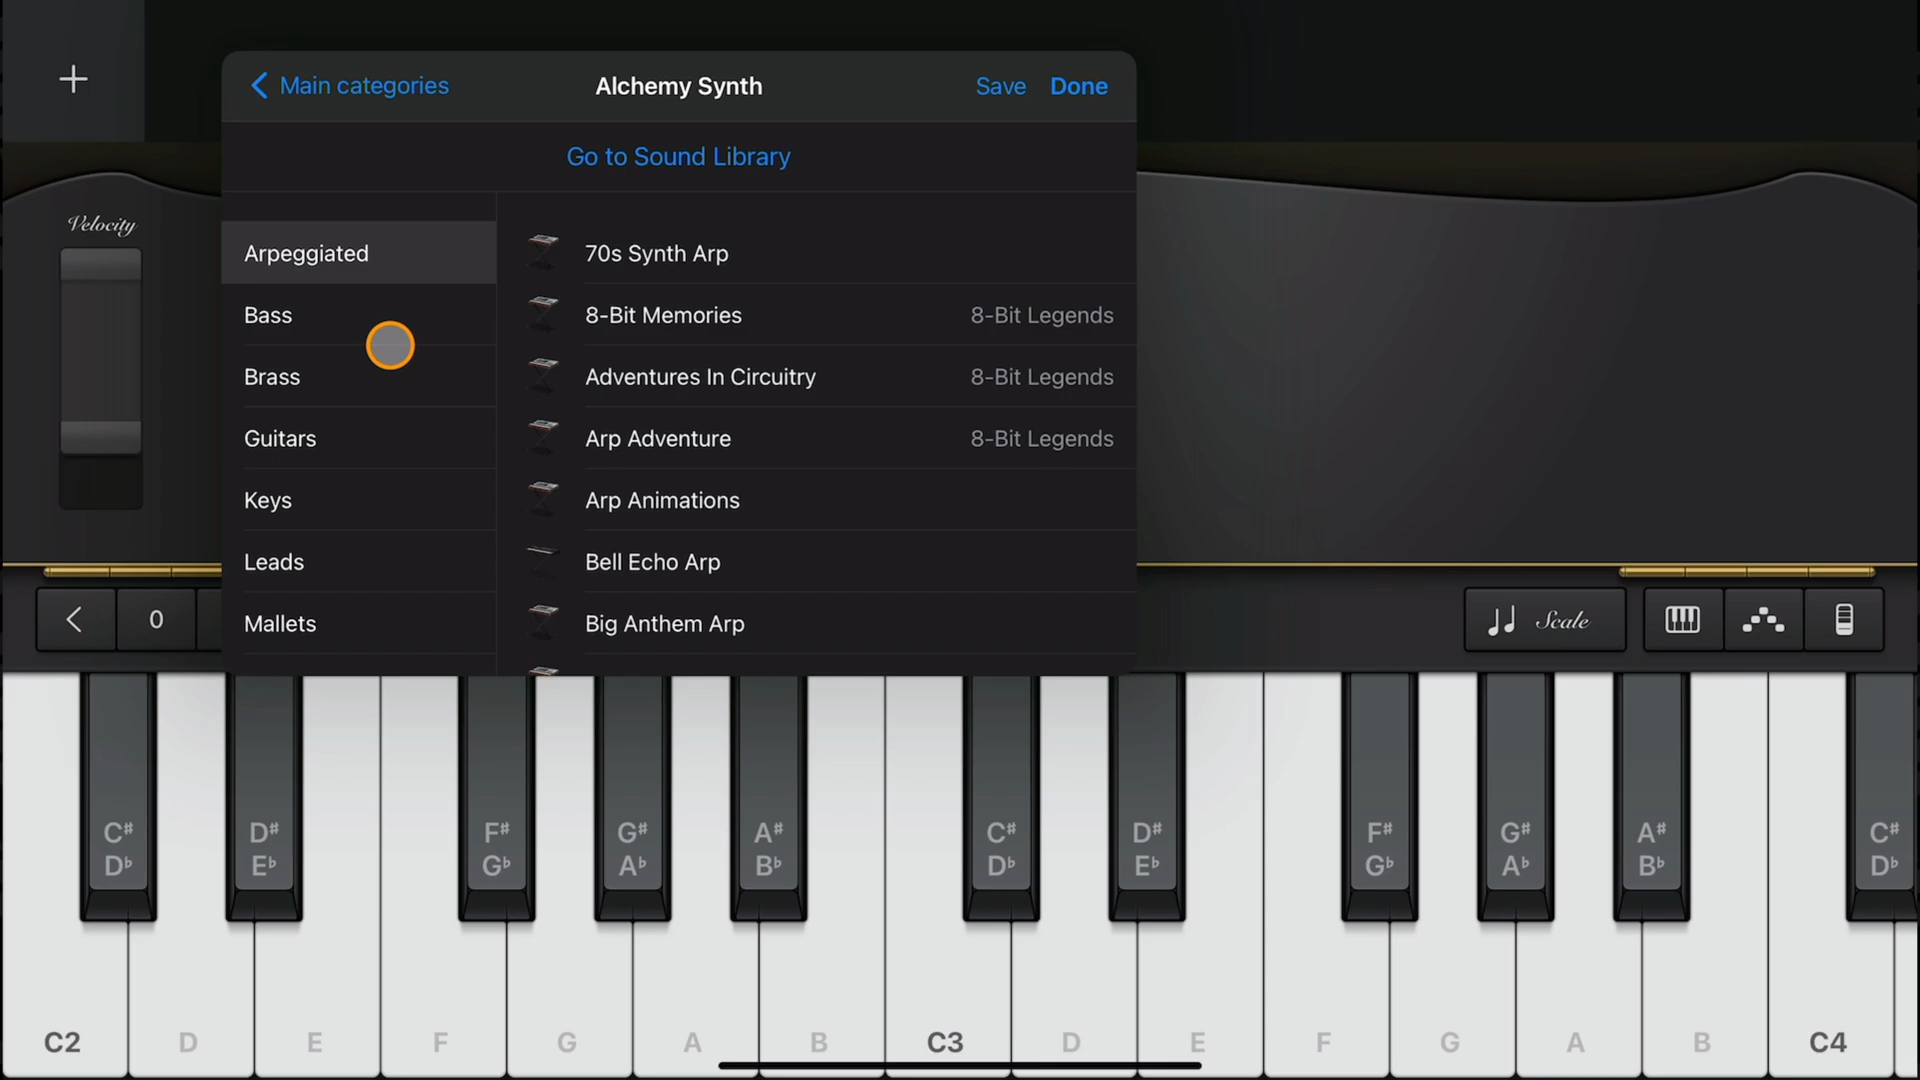 Main categories
Alchemy Synth
Save Done
Go to Sound Library
Velocity
Arpeggiated
Bass
Brass
Guitars
Keys
Leads
Mallets
70s Synth Arp
8-Bit Memories 8-Bit Legends
Adventures In Circuitry 8-Bit Legends
Arp Adventure 8-Bit Legends
Arp Animations
Bell Echo Arp
Big Anthem Arp
0
Scale
C# D# F# G# A# C# D# F# G# A# C#
D♭ E♭ G♭ A♭ B♭ D♭ E♭ G♭ A♭ B♭ D♭
C2 D E F G A B C3 D E F G A B C4